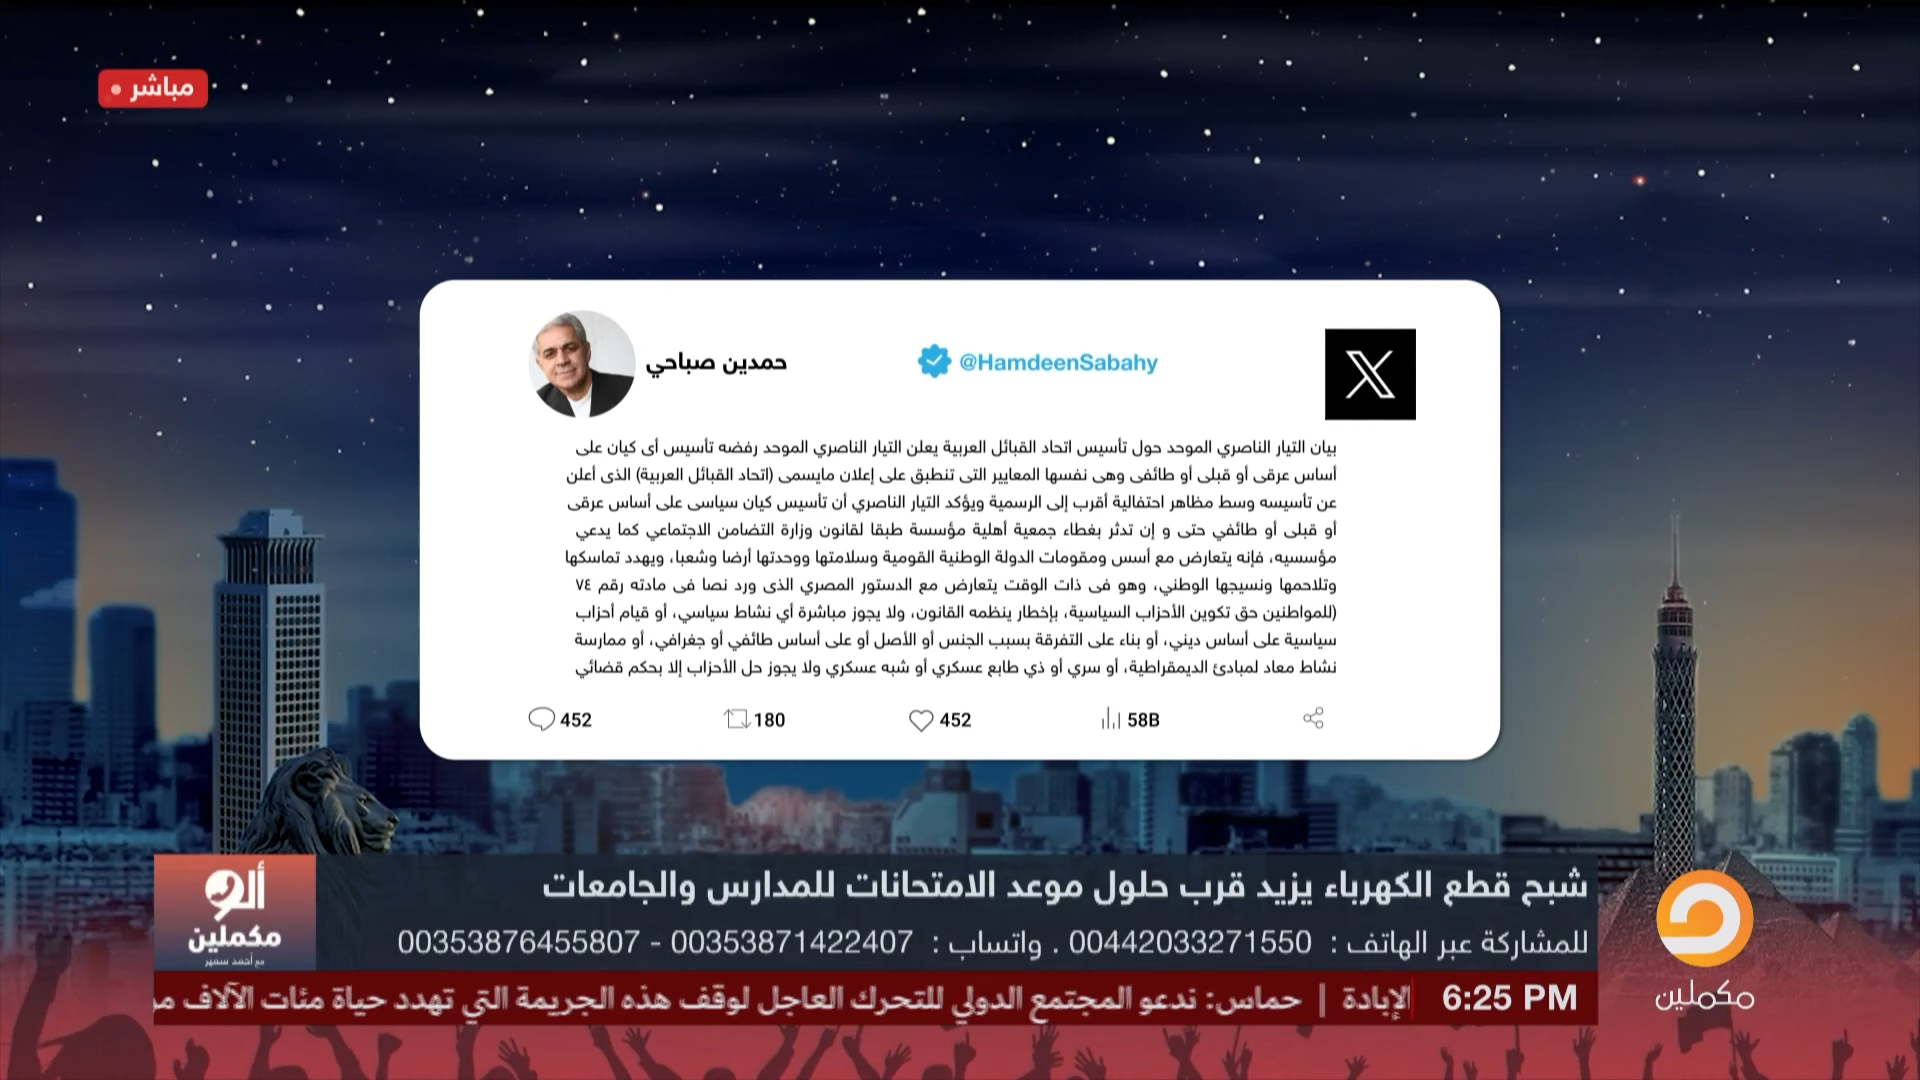 مباشر
حمدين صباحي
@HamdeenSabahy
بيان التيار الناصري الموحد حول تأسيس اتحاد القبائل العربية يعلن التيار الناصري الموحد رفضه تأسيس أى كيان على
أساس عرقى أو قبلى أو طائفى وهى نفسها المعايير التى تنطبق على إعلان مايسمى (اتحاد القبائل العربية) الذى أعلن
عن تأسيسه وسط مظاهر احتفالية أقرب إلى الرسمية ويؤكد التيار الناصري أن تأسيس كيان سياسى على أساس عرقى
أو قبلى أو طائفي حتى و إن تدثر بغطاء جمعية أهلية مؤسسة طبقا لقانون وزارة التضامن الاجتماعي كما يدعي
مؤسسيه، فإنه يتعارض مع أسس ومقومات الدولة الوطنية القومية وسلامتها ووحدتها أرضا وشعبا، ويهدد تماسكها
وتلاحمها ونسيجها الوطني، وهو فى ذات الوقت يتعارض مع الدستور المصري الذى ورد نصا فى مادته رقم ٧٤
(للمواطنين حق تكوين الأحزاب السياسية، بإخطار ينظمه القانون، ولا يجوز مباشرة أي نشاط سياسي، أو قيام أحزاب
سياسية على أساس ديني، أو بناء على التفرقة بسبب الجنس أو الأصل أو على أساس طائفي أو جغرافي، أو ممارسة
نشاط معاد لمبادئ الديمقراطية، أو سري أو ذي طابع عسكري أو شبه عسكري ولا يجوز حل الأحزاب إلا بحكم قضائي
452
180
452
58B
شبح قطع الكهرباء يزيد قرب حلول موعد الامتحانات للمدارس والجامعات
للمشاركة عبر الهاتف : 00442033271550 . واتساب : 00353871422407 - 00353876455807
ألو
مكملين
مع أحمد سمير
6:25 PM
الإبادة | حماس: ندعو المجتمع الدولي للتحرك العاجل لوقف هذه الجريمة التي تهدد حياة مئات الآلاف
مكملين